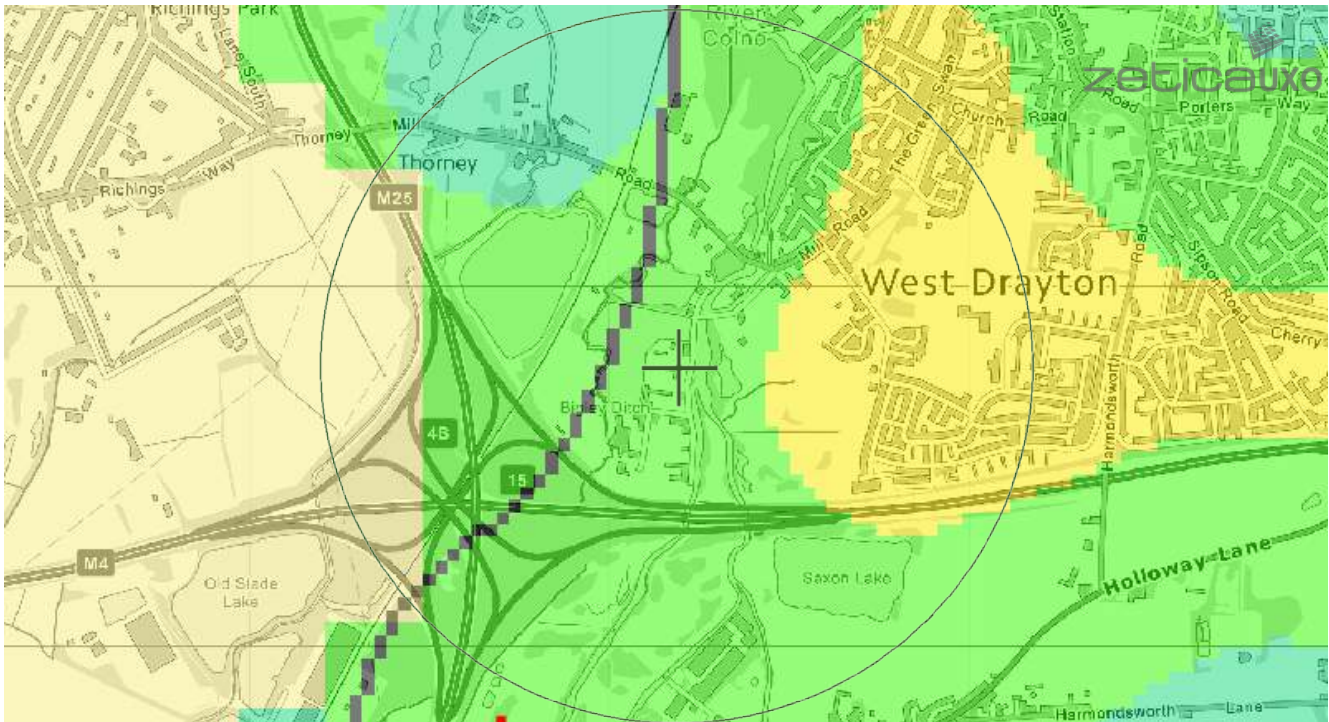 Richings Park
River
Colne
Station
Swan
zeticauxo
Lane South
Church
Road
Road
Porters
Way
Thorney
Mill
The Green
Thorney
Richings
Way
Road
M25
Mill Road
Road
Sipson Road
West Drayton
Cherry
Bigley Ditch
4B
15
Harmondsworth
M4
Old Slade
Lake
Saxon Lake
Holloway Lane
Harmondsworth
Lane